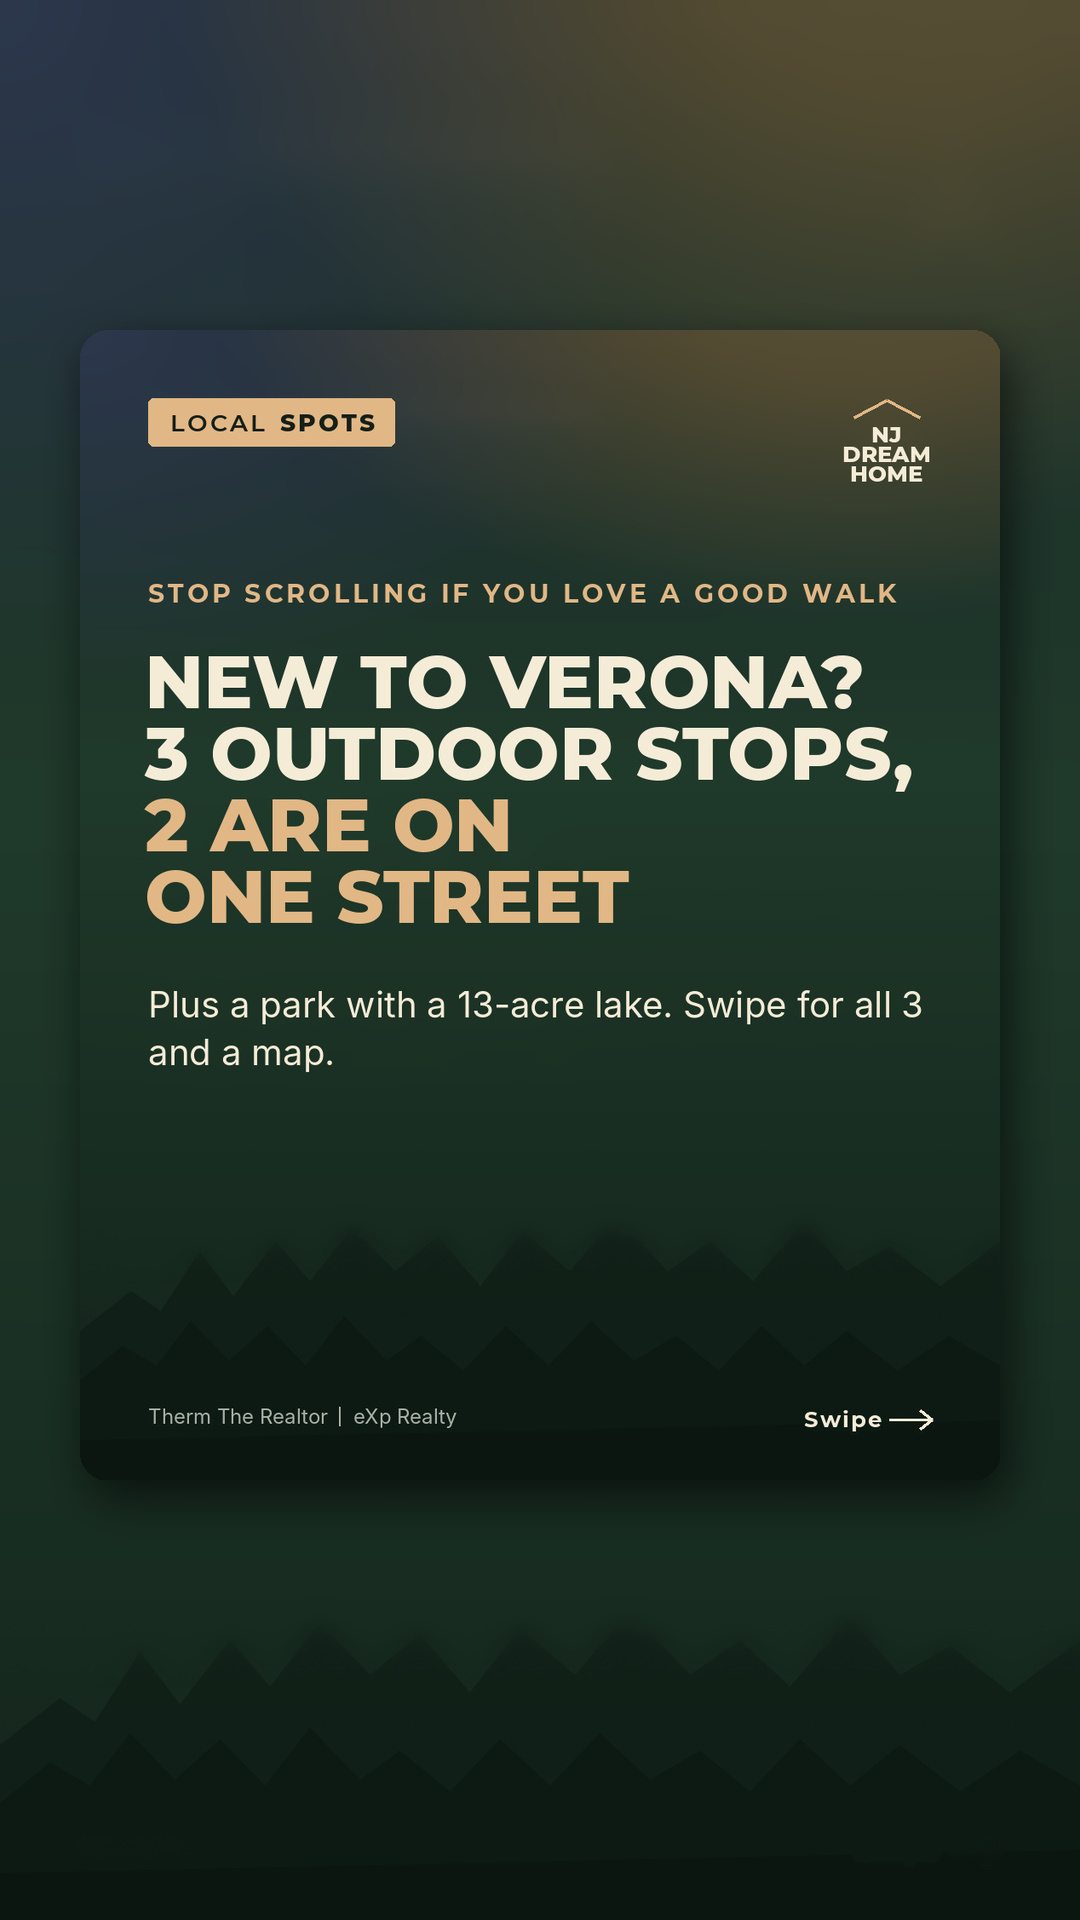 LOCAL SPOTS
NJ
DREAM
HOME
STOP SCROLLING IF YOU LOVE A GOOD WALK
NEW TO VERONA?
3 OUTDOOR STOPS,
2 ARE ON
ONE STREET
Plus a park with a 13-acre lake. Swipe for all 3
and a map.
Therm The Realtor | eXp Realty
Swipe